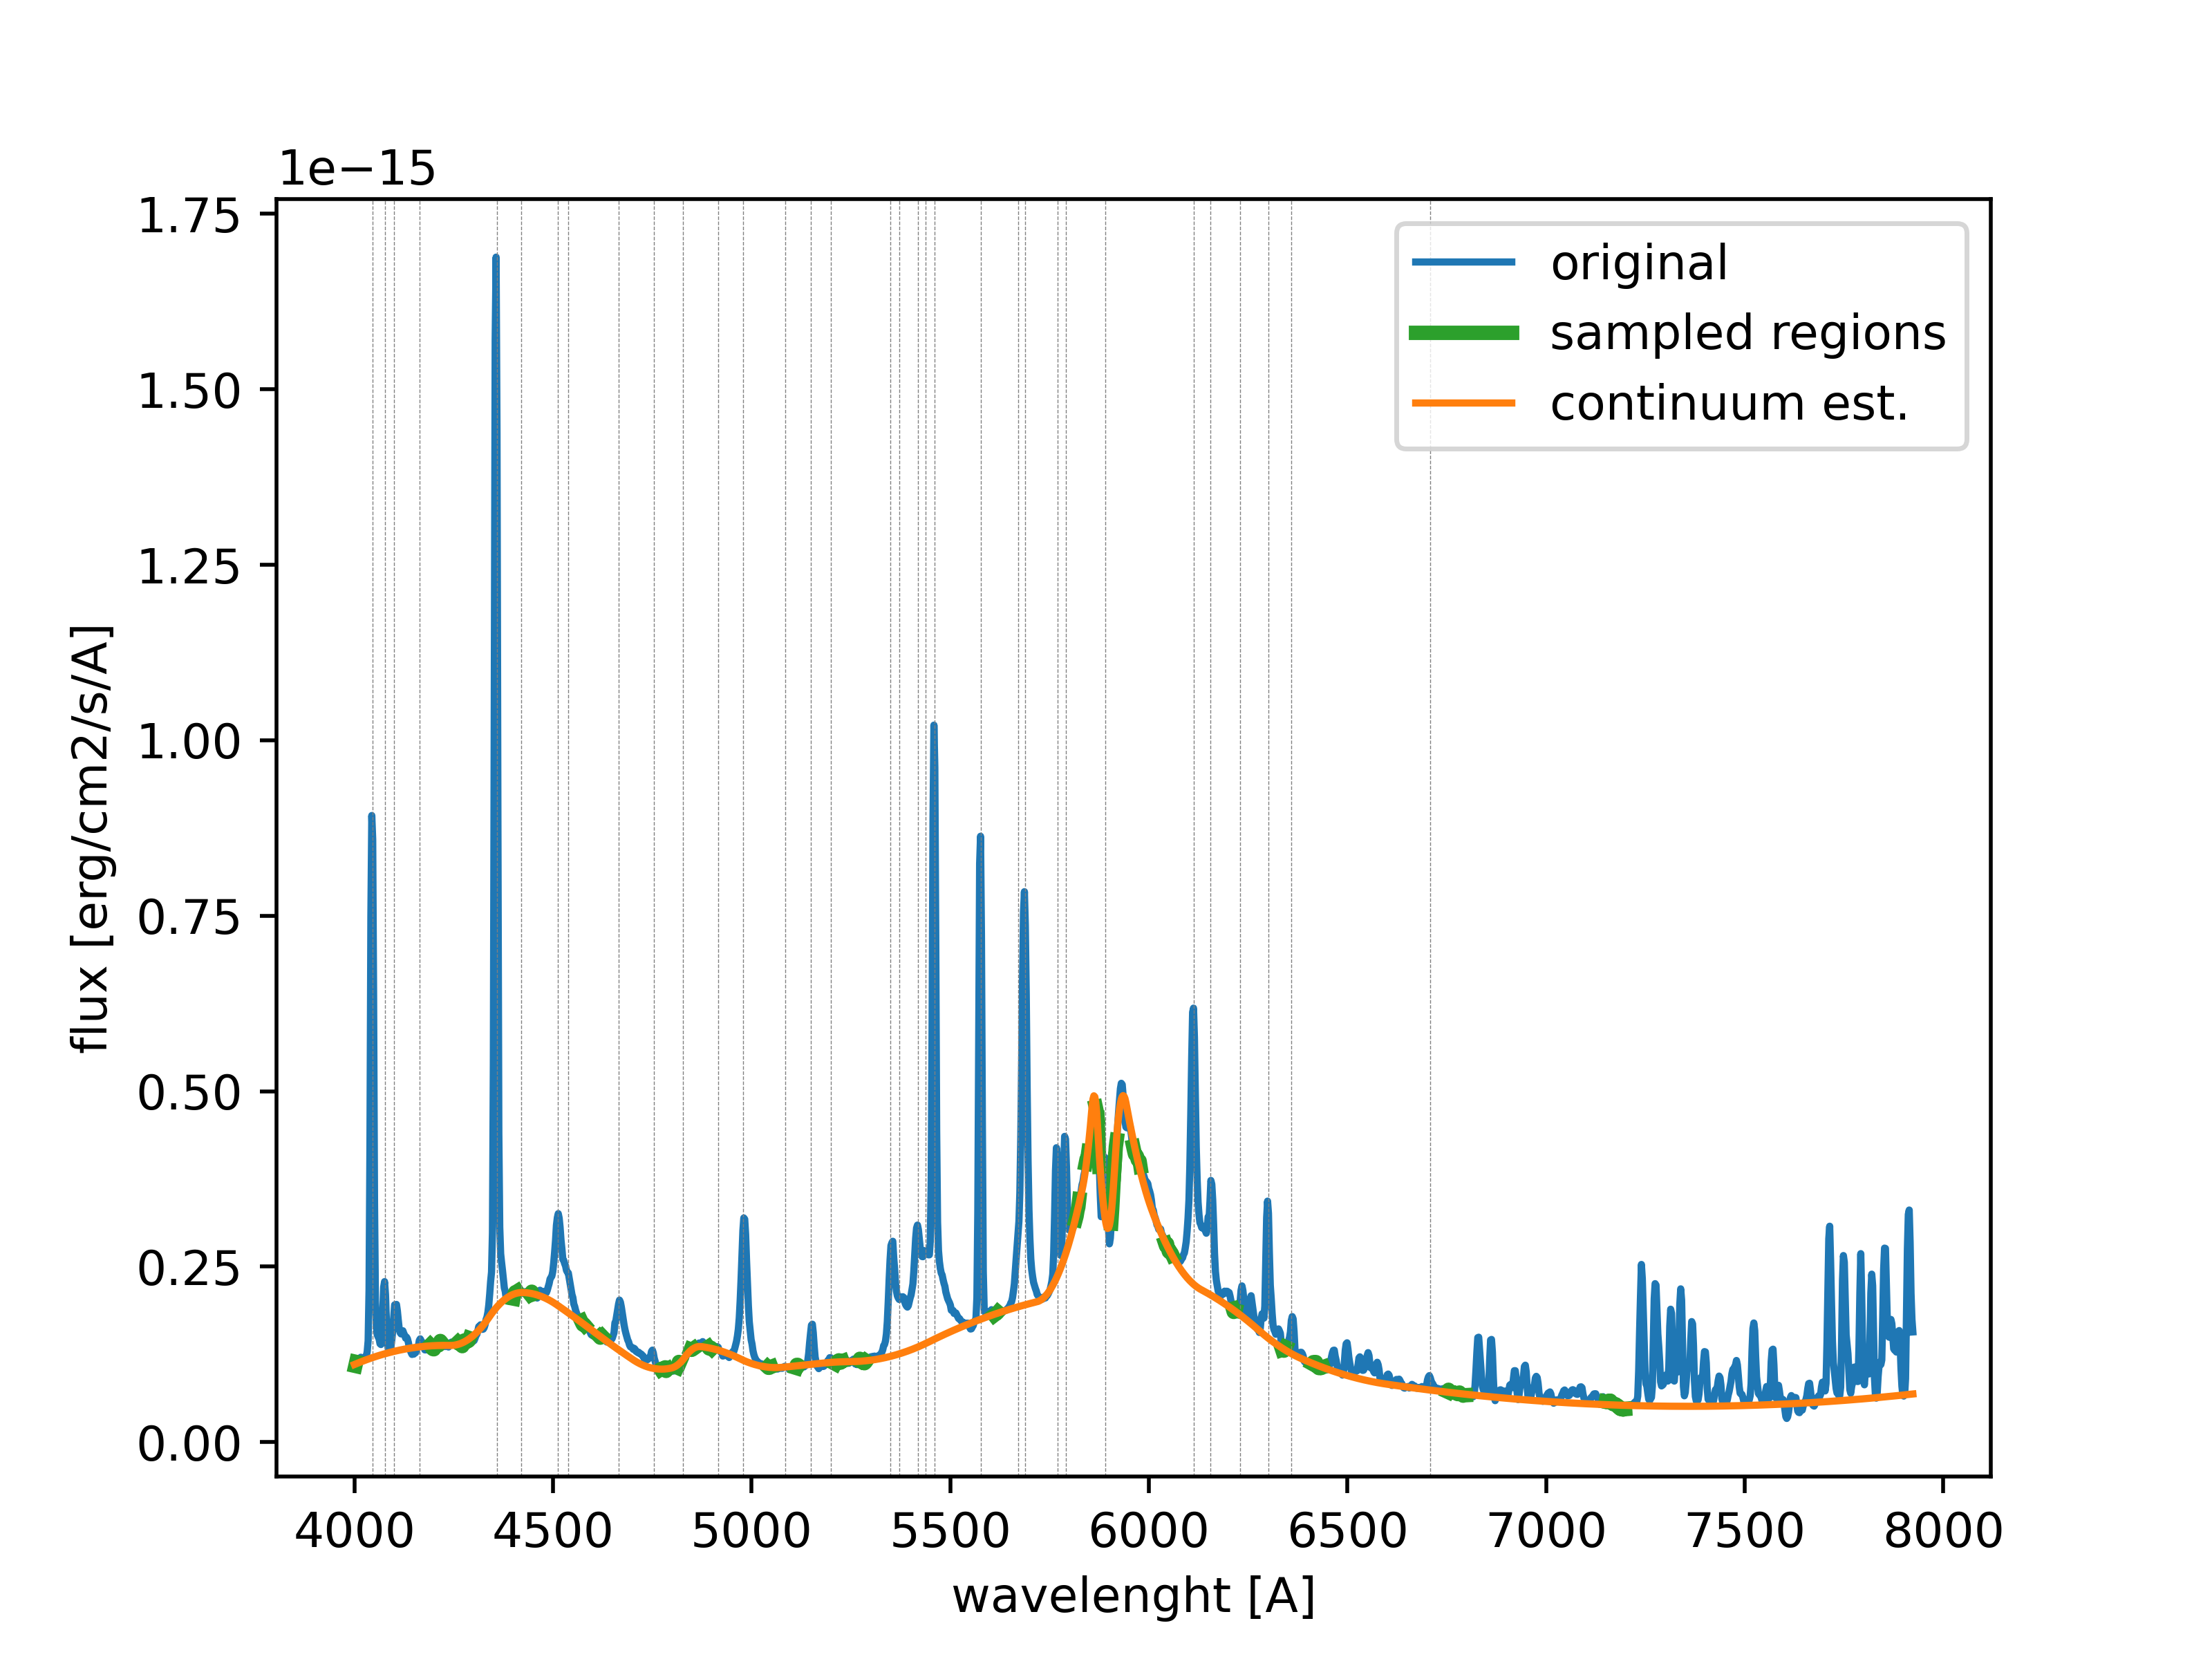 1e−15
1.75
1.50
1.25
1.00
0.75
0.50
0.25
0.00
flux [erg/cm2/s/A]
original
sampled regions
continuum est.
4000 4500 5000 5500 6000 6500 7000 7500 8000
wavelenght [A]